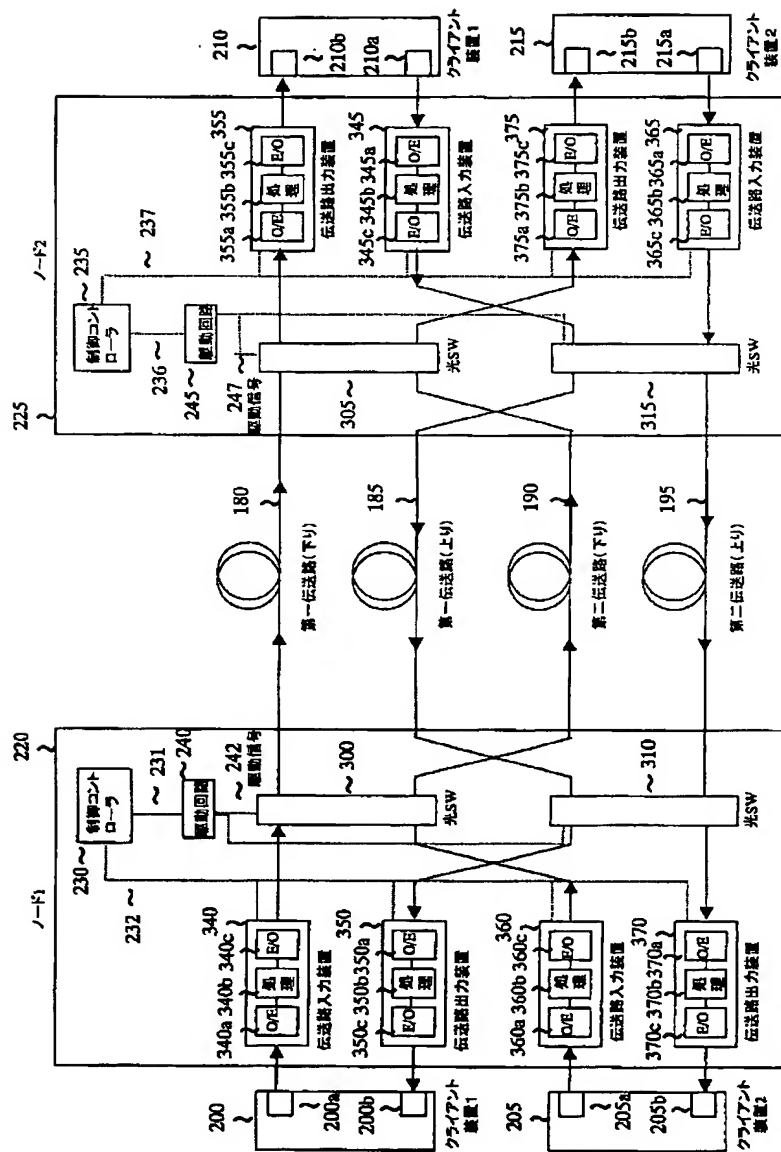 ノード1
220
230
制御コント
ローラ
231
232
240
駆動回路
242
駆動信号
300
光SW
310
光SW
340
340a 340b 340c
O/E
処理
E/O
伝送路入力装置
350
350c 350b 350a
E/O
処理
O/E
伝送路出力装置
360
360a 360b 360c
O/E
処理
E/O
伝送路入力装置
370
370c 370b 370a
E/O
処理
O/E
伝送路出力装置
200
200a
200b
クライアント
装置1
205
205a
205b
クライアント
装置2
180
第一伝送路(下り)
185
第一伝送路(上り)
190
第二伝送路(下り)
195
第二伝送路(上り)
ノード2
225
235
制御コント
ローラ
236
237
245
駆動回路
247
駆動信号
305
光SW
315
光SW
355
355a 355b 355c
O/E
処理
E/O
伝送路出力装置
345
345c 345b 345a
E/O
処理
O/E
伝送路入力装置
375
375a 375b 375c
O/E
処理
E/O
伝送路出力装置
365
365c 365b 365a
E/O
処理
O/E
伝送路入力装置
210
210b
210a
クライアント
装置1
215
215b
215a
クライアント
装置2